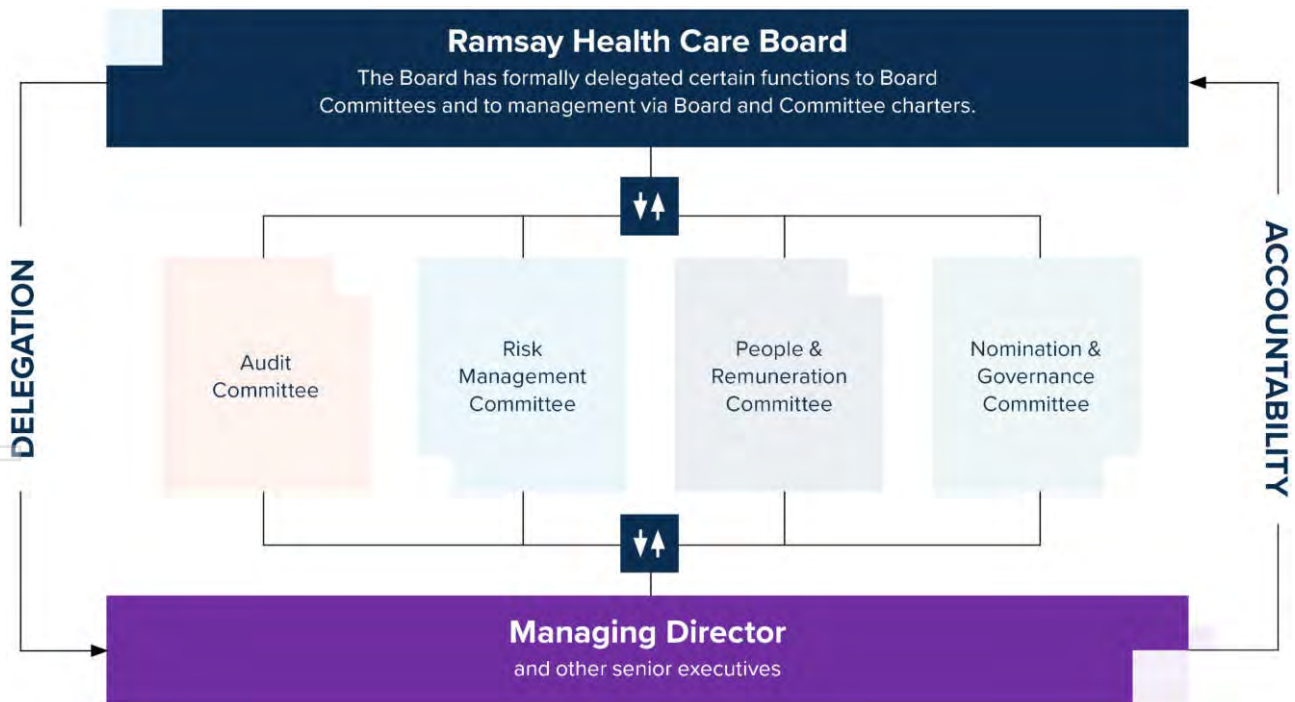 Ramsay Health Care Board
The Board has formally delegated certain functions to Board
Committees and to management via Board and Committee charters.
DELEGATION
ACCOUNTABILITY
Audit
Committee
Risk
Management
Committee
People &
Remuneration
Committee
Nomination &
Governance
Committee
Managing Director
and other senior executives